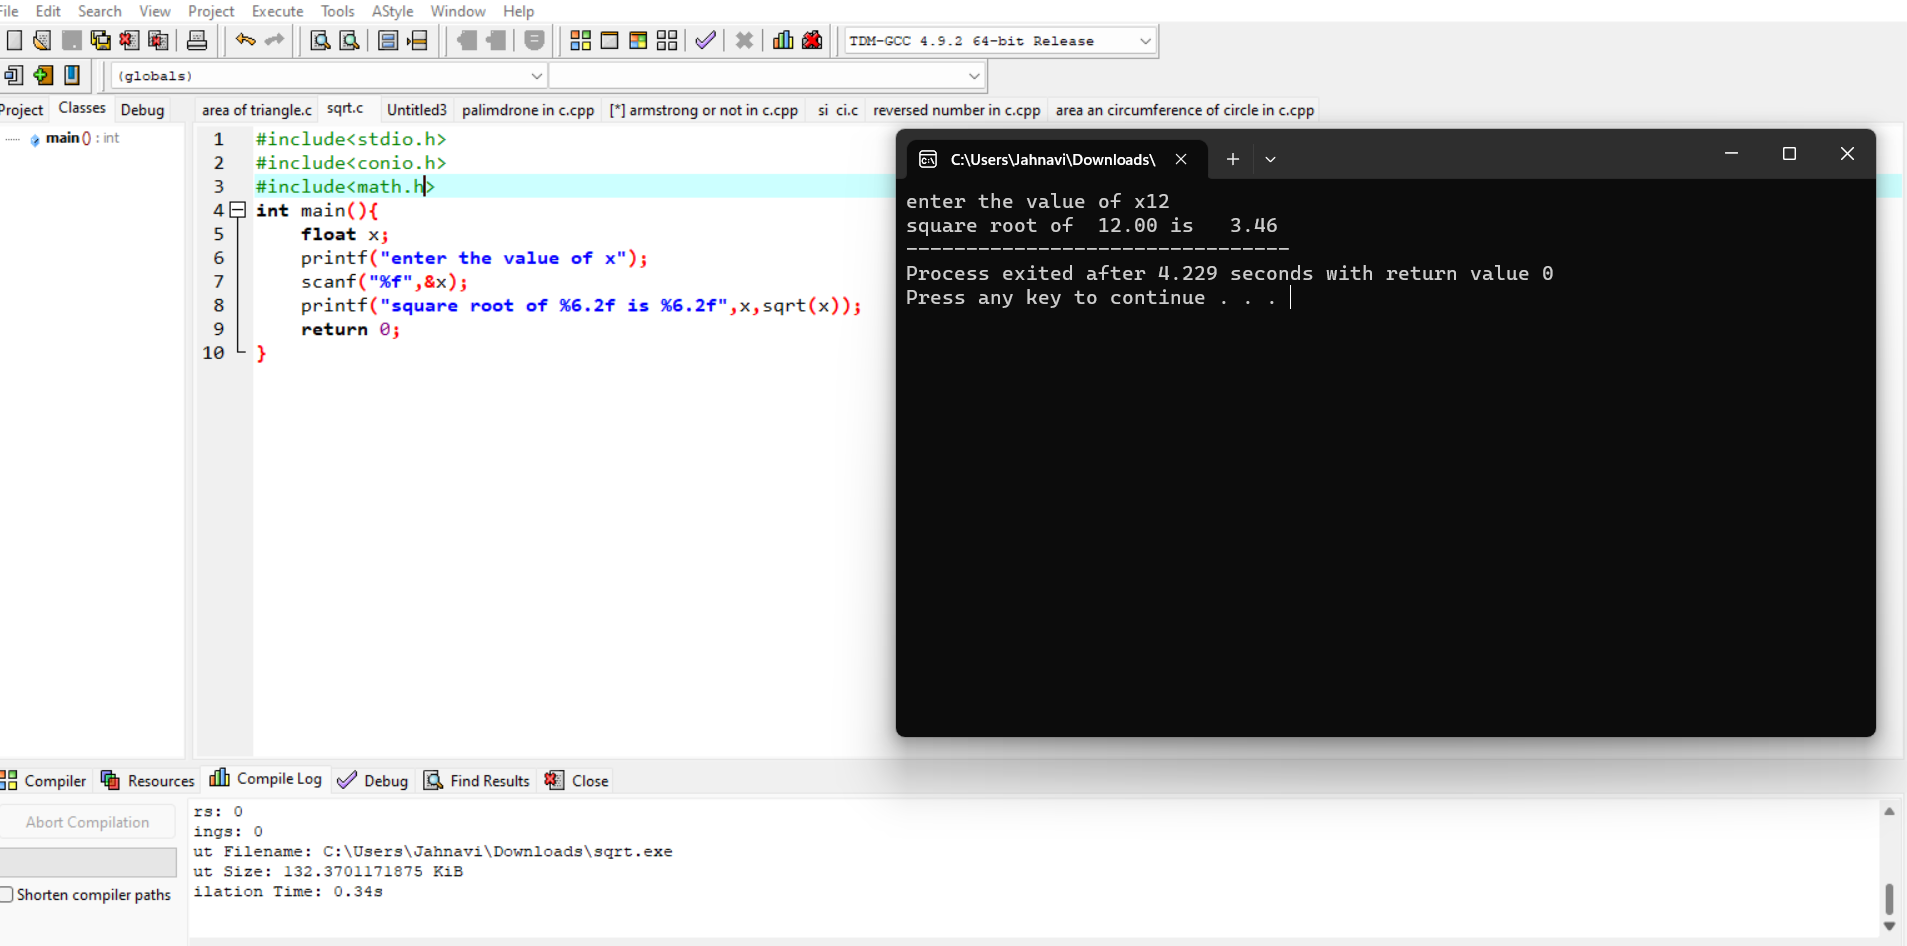 File Edit Search View Project Execute Tools AStyle Window Help
TDM-GCC 4.9.2 64-bit Release
(globals)
Project Classes Debug
area of triangle.c sqrt.c Untitled3 palimdrone in c.cpp [*] armstrong or not in c.cpp si ci.c reversed number in c.cpp area an circumference of circle in c.cpp
main() : int
1 #include<stdio.h>
2 #include<conio.h>
3 #include<math.h>
4 int main(){
5 float x;
6 printf("enter the value of x");
7 scanf("%f",&x);
8 printf("square root of %6.2f is %6.2f",x,sqrt(x));
9 return 0;
10 }
C:\Users\Jahnavi\Downloads\
enter the value of x12
square root of  12.00 is   3.46
--------------------------------
Process exited after 4.229 seconds with return value 0
Press any key to continue . . .
Compiler Resources Compile Log Debug Find Results Close
Abort Compilation
Shorten compiler paths
rs: 0
ings: 0
ut Filename: C:\Users\Jahnavi\Downloads\sqrt.exe
ut Size: 132.3701171875 KiB
ilation Time: 0.34s